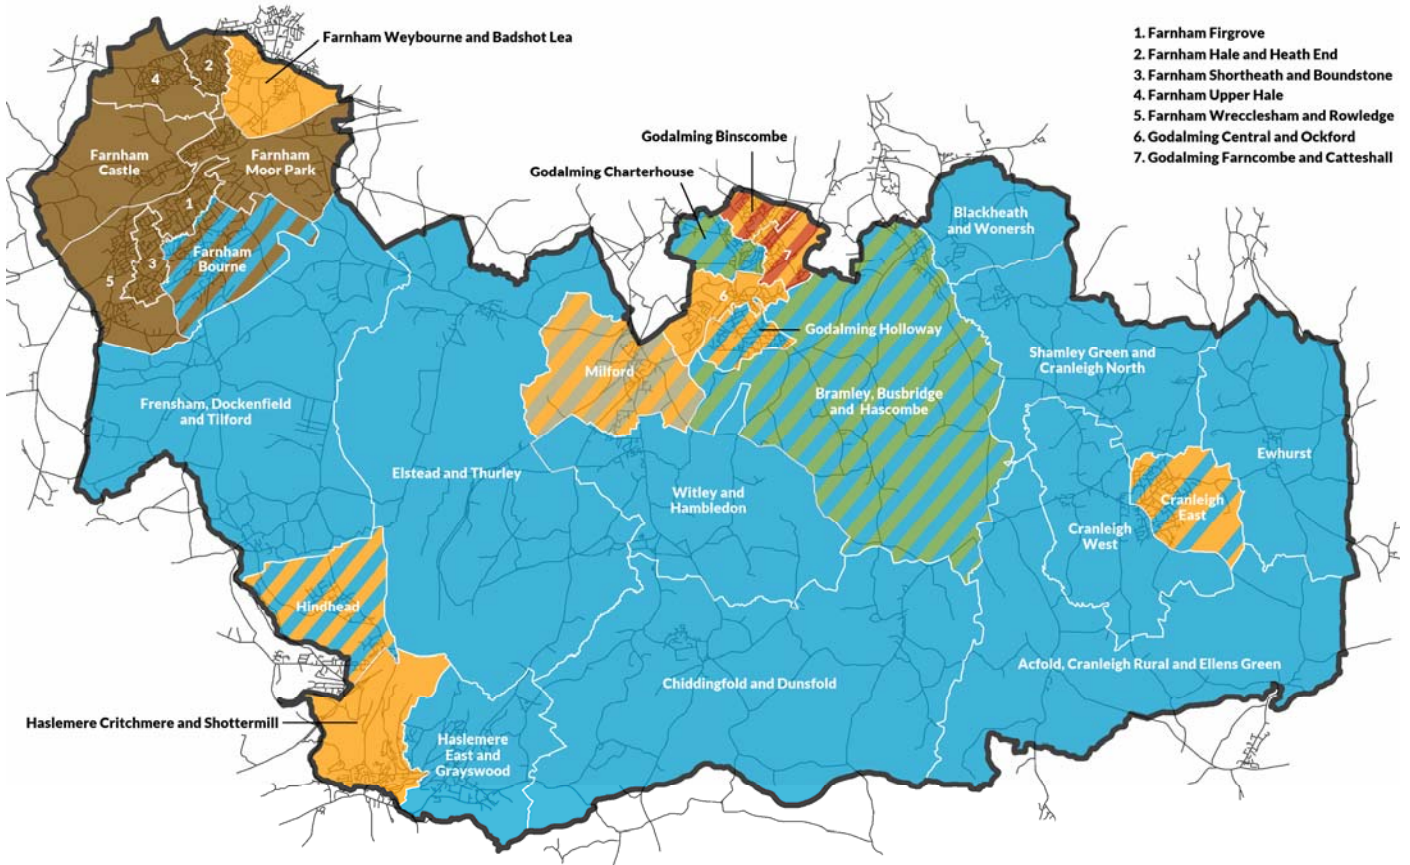 Farnham Weybourne and Badshot Lea
1. Farnham Firgrove
2. Farnham Hale and Heath End
3. Farnham Shortheath and Boundstone
4. Farnham Upper Hale
5. Farnham Wrecclesham and Rowledge
6. Godalming Central and Ockford
7. Godalming Farncombe and Catteshall
2
4
Godalming Binscombe
Farnham
Castle
Farnham
Moor Park
Godalming Charterhouse
1
Blackheath
and Wonersh
Farnham
Bourne
3
7
5
6
Godalming Holloway
Milford
Shamley Green and
Cranleigh North
Frensham, Dockenfield
and Tilford
Bramley, Busbridge
and Hascombe
Elstead and Thurley
Ewhurst
Witley and
Hambledon
Cranleigh
East
Cranleigh
West
Hindhead
Acfold, Cranleigh Rural and Ellens Green
Chiddingfold and Dunsfold
Haslemere Critchmere and Shottermill
Haslemere
East and
Grayswood